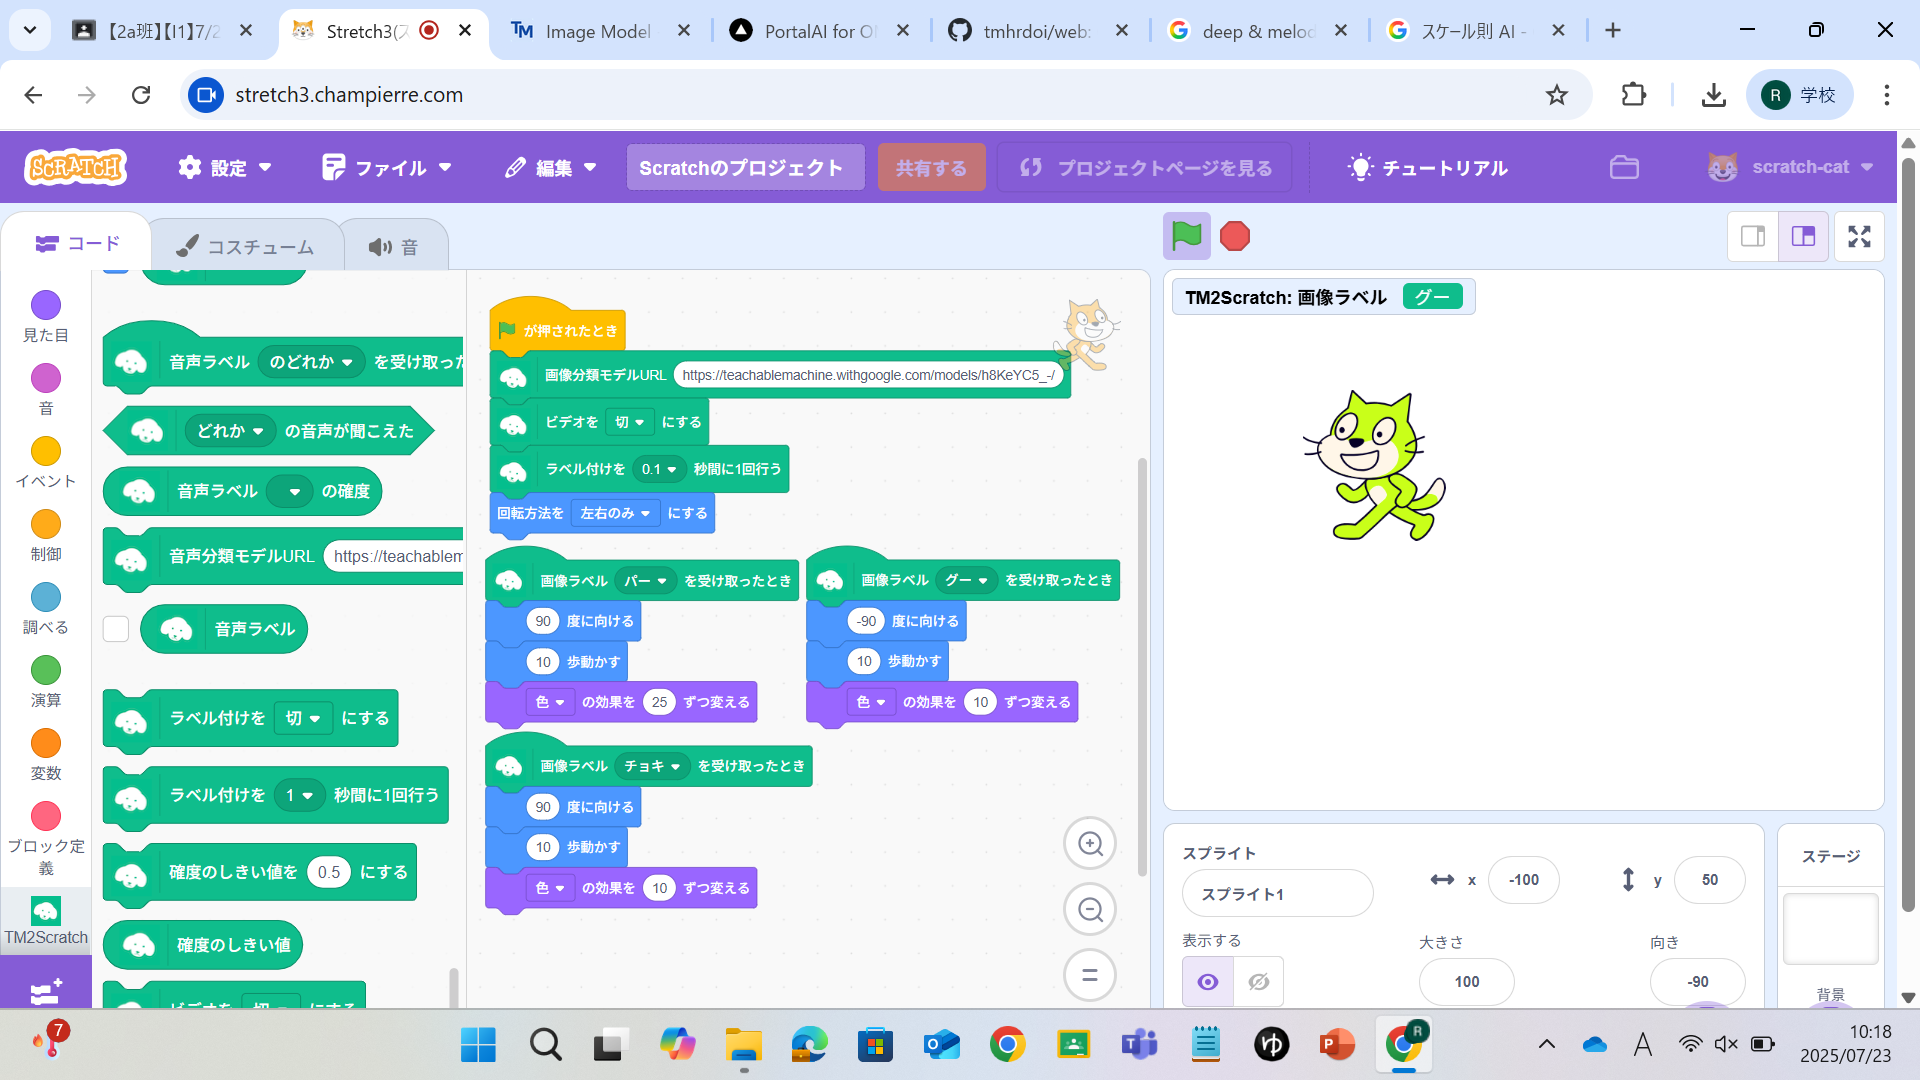 【2a班】【I1】7/2
Stretch3(ス
Image Model
PortalAI for O
tmhrdoi/web:
deep & melod
スケール則 AI -
stretch3.champierre.com
R 学校
SCRATCH
設定
ファイル
編集
Scratchのプロジェクト
共有する
プロジェクトページを見る
チュートリアル
scratch-cat
コード
コスチューム
音
見た目
音
イベント
制御
調べる
演算
変数
ブロック定
義
TM2Scratch
音声ラベル のどれか を受け取った
どれか の音声が聞こえた
音声ラベル の確度
音声分類モデルURL https://teachablem
音声ラベル
ラベル付けを 切 にする
ラベル付けを 1 秒間に1回行う
確度のしきい値を 0.5 にする
確度のしきい値
ビデオを 切 にする
が押されたとき
画像分類モデルURL https://teachablemachine.withgoogle.com/models/h8KeYC5_-/
ビデオを 切 にする
ラベル付けを 0.1 秒間に1回行う
回転方法を 左右のみ にする
画像ラベル パー を受け取ったとき
90 度に向ける
10 歩動かす
色 の効果を 25 ずつ変える
画像ラベル グー を受け取ったとき
-90 度に向ける
10 歩動かす
色 の効果を 10 ずつ変える
画像ラベル チョキ を受け取ったとき
90 度に向ける
10 歩動かす
色 の効果を 10 ずつ変える
TM2Scratch: 画像ラベル グー
スプライト
スプライト1
x -100
y 50
表示する
大きさ
100
向き
-90
ステージ
背景
7
A
10:18
2025/07/23